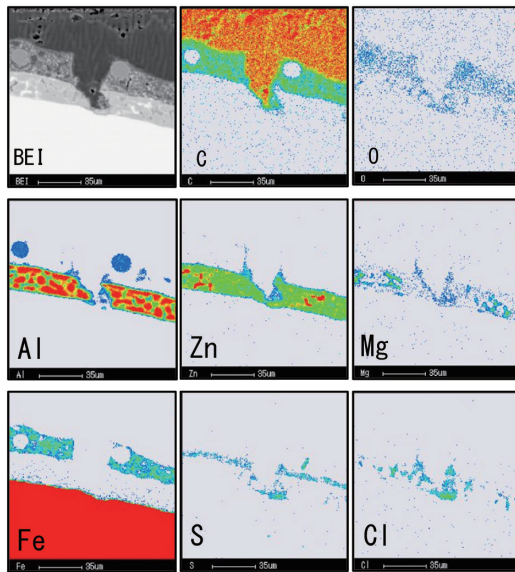 BEI
BEI 35um
C
C 35um
O
O 35um
Al
Al 35um
Zn
Zn 35um
Mg
Mg 35um
Fe
Fe 35um
S
S 35um
Cl
Cl 35um